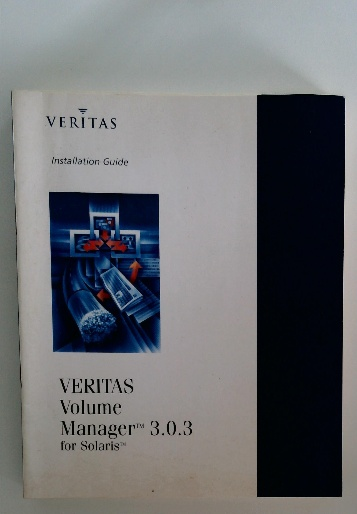 VERITAS
Installation Guide
VERITAS
Volume
Manager™ 3.0.3
for Solaris™